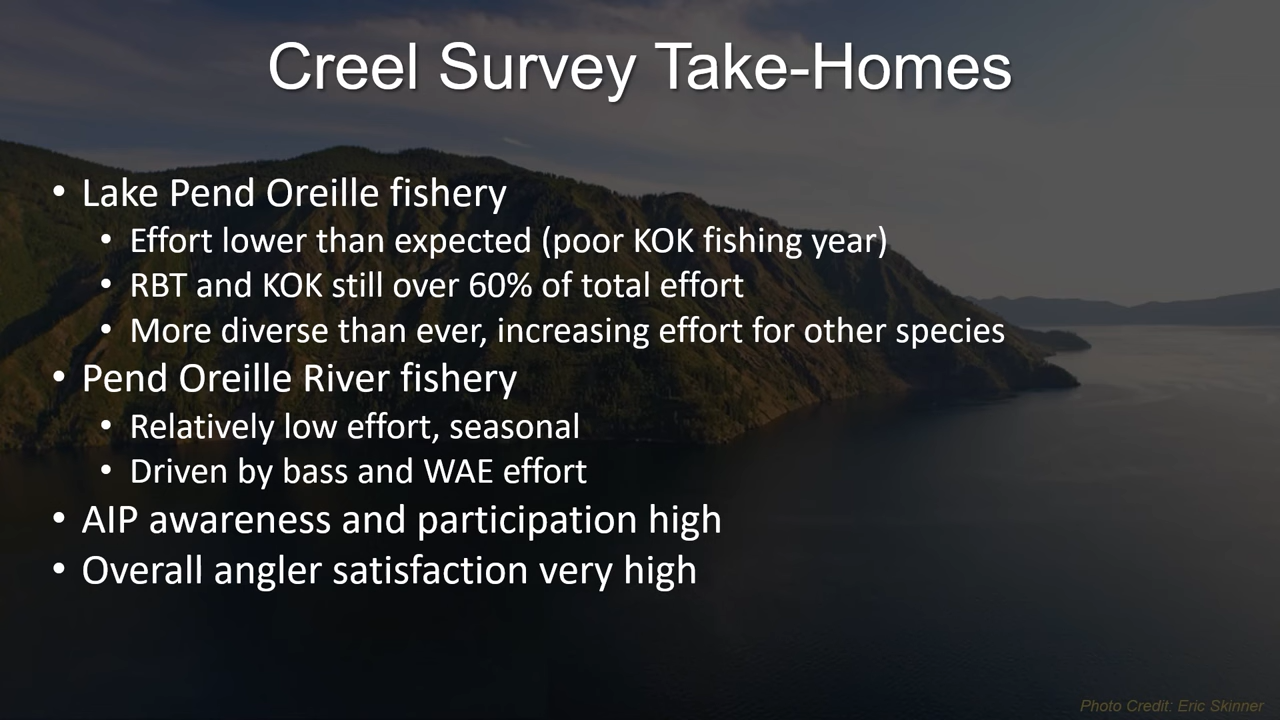 Creel Survey Take-Homes
• Lake Pend Oreille fishery
• Effort lower than expected (poor KOK fishing year)
• RBT and KOK still over 60% of total effort
• More diverse than ever, increasing effort for other species
• Pend Oreille River fishery
• Relatively low effort, seasonal
• Driven by bass and WAE effort
• AIP awareness and participation high
• Overall angler satisfaction very high
Photo Credit: Eric Skinner